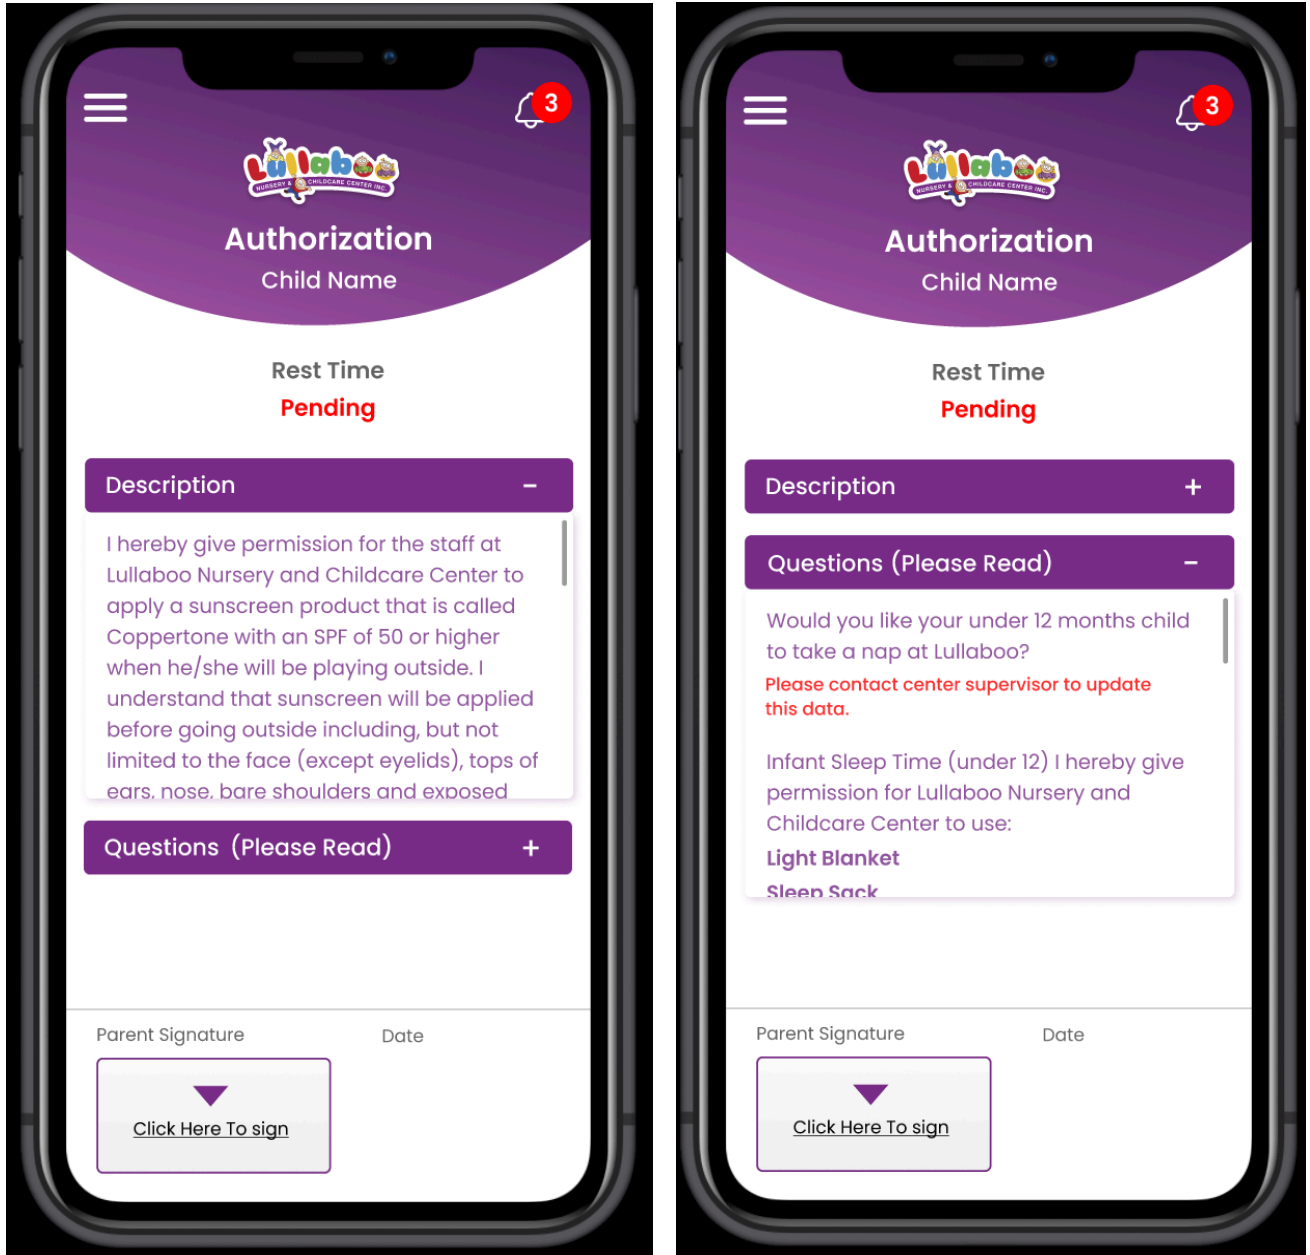 3
Lullaboo
NURSERY & CHILDCARE CENTER INC.
Authorization
Child Name
Rest Time
Pending
Description −
I hereby give permission for the staff at
Lullaboo Nursery and Childcare Center to
apply a sunscreen product that is called
Coppertone with an SPF of 50 or higher
when he/she will be playing outside. I
understand that sunscreen will be applied
before going outside including, but not
limited to the face (except eyelids), tops of
ears, nose, bare shoulders and exposed
Questions (Please Read) +
Parent Signature Date
Click Here To sign
3
Lullaboo
NURSERY & CHILDCARE CENTER INC.
Authorization
Child Name
Rest Time
Pending
Description +
Questions (Please Read) −
Would you like your under 12 months child
to take a nap at Lullaboo?
Please contact center supervisor to update
this data.
Infant Sleep Time (under 12) I hereby give
permission for Lullaboo Nursery and
Childcare Center to use:
Light Blanket
Sleep Sack
Parent Signature Date
Click Here To sign